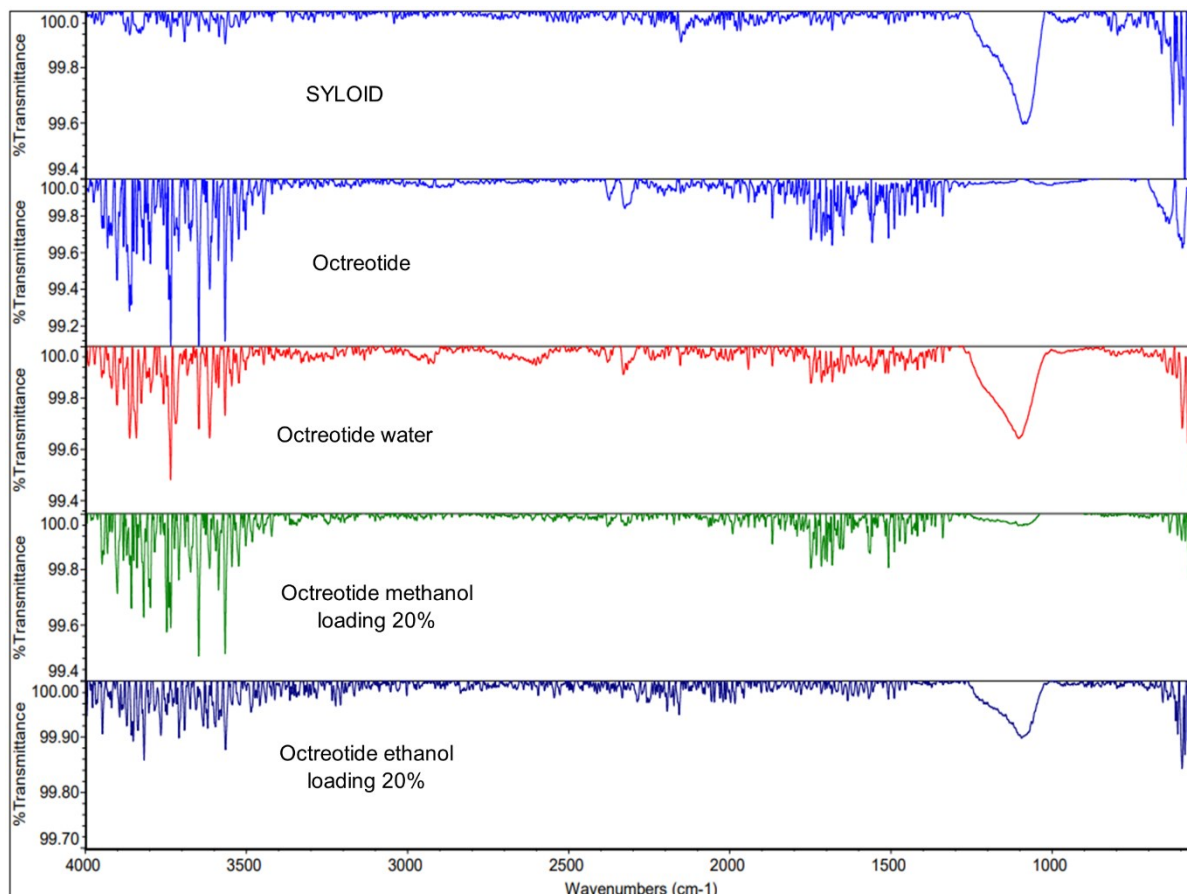 100.0
99.8
99.6
99.4
%Transmittance
SYLOID
100.0
99.8
99.6
99.4
99.2
%Transmittance
Octreotide
100.0
99.8
99.6
99.4
%Transmittance
Octreotide water
100.0
99.8
99.6
99.4
%Transmittance
Octreotide methanol
loading 20%
100.00
99.90
99.80
99.70
%Transmittance
Octreotide ethanol
loading 20%
4000 3500 3000 2500 2000 1500 1000
Wavenumbers (cm-1)